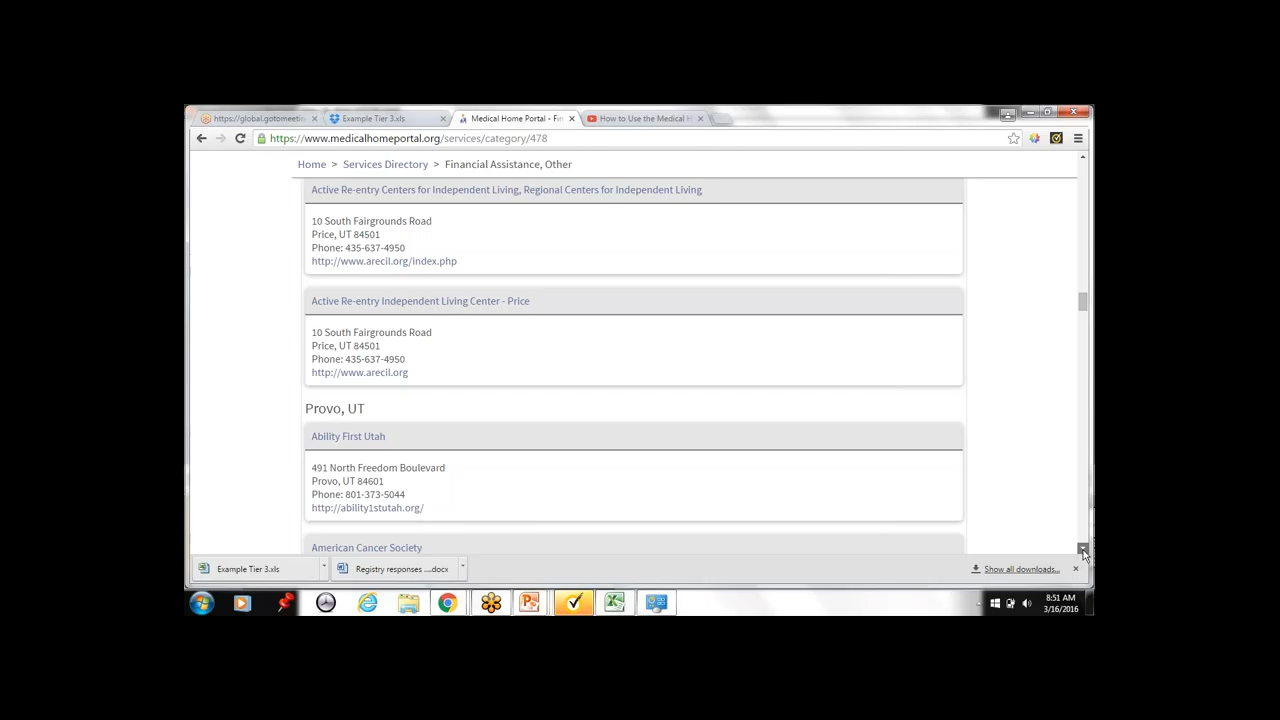 https://global.gotomeetin
Example Tier 3.xls
Medical Home Portal - Fin
How to Use the Medical H
https://www.medicalhomeportal.org/services/category/478
Home > Services Directory > Financial Assistance, Other
Active Re-entry Centers for Independent Living, Regional Centers for Independent Living
10 South Fairgrounds Road
Price, UT 84501
Phone: 435-637-4950
http://www.arecil.org/index.php
Active Re-entry Independent Living Center - Price
10 South Fairgrounds Road
Price, UT 84501
Phone: 435-637-4950
http://www.arecil.org
Provo, UT
Ability First Utah
491 North Freedom Boulevard
Provo, UT 84601
Phone: 801-373-5044
http://ability1stutah.org/
American Cancer Society
Example Tier 3.xls
Registry responses ....docx
Show all downloads...
8:51 AM
3/16/2016